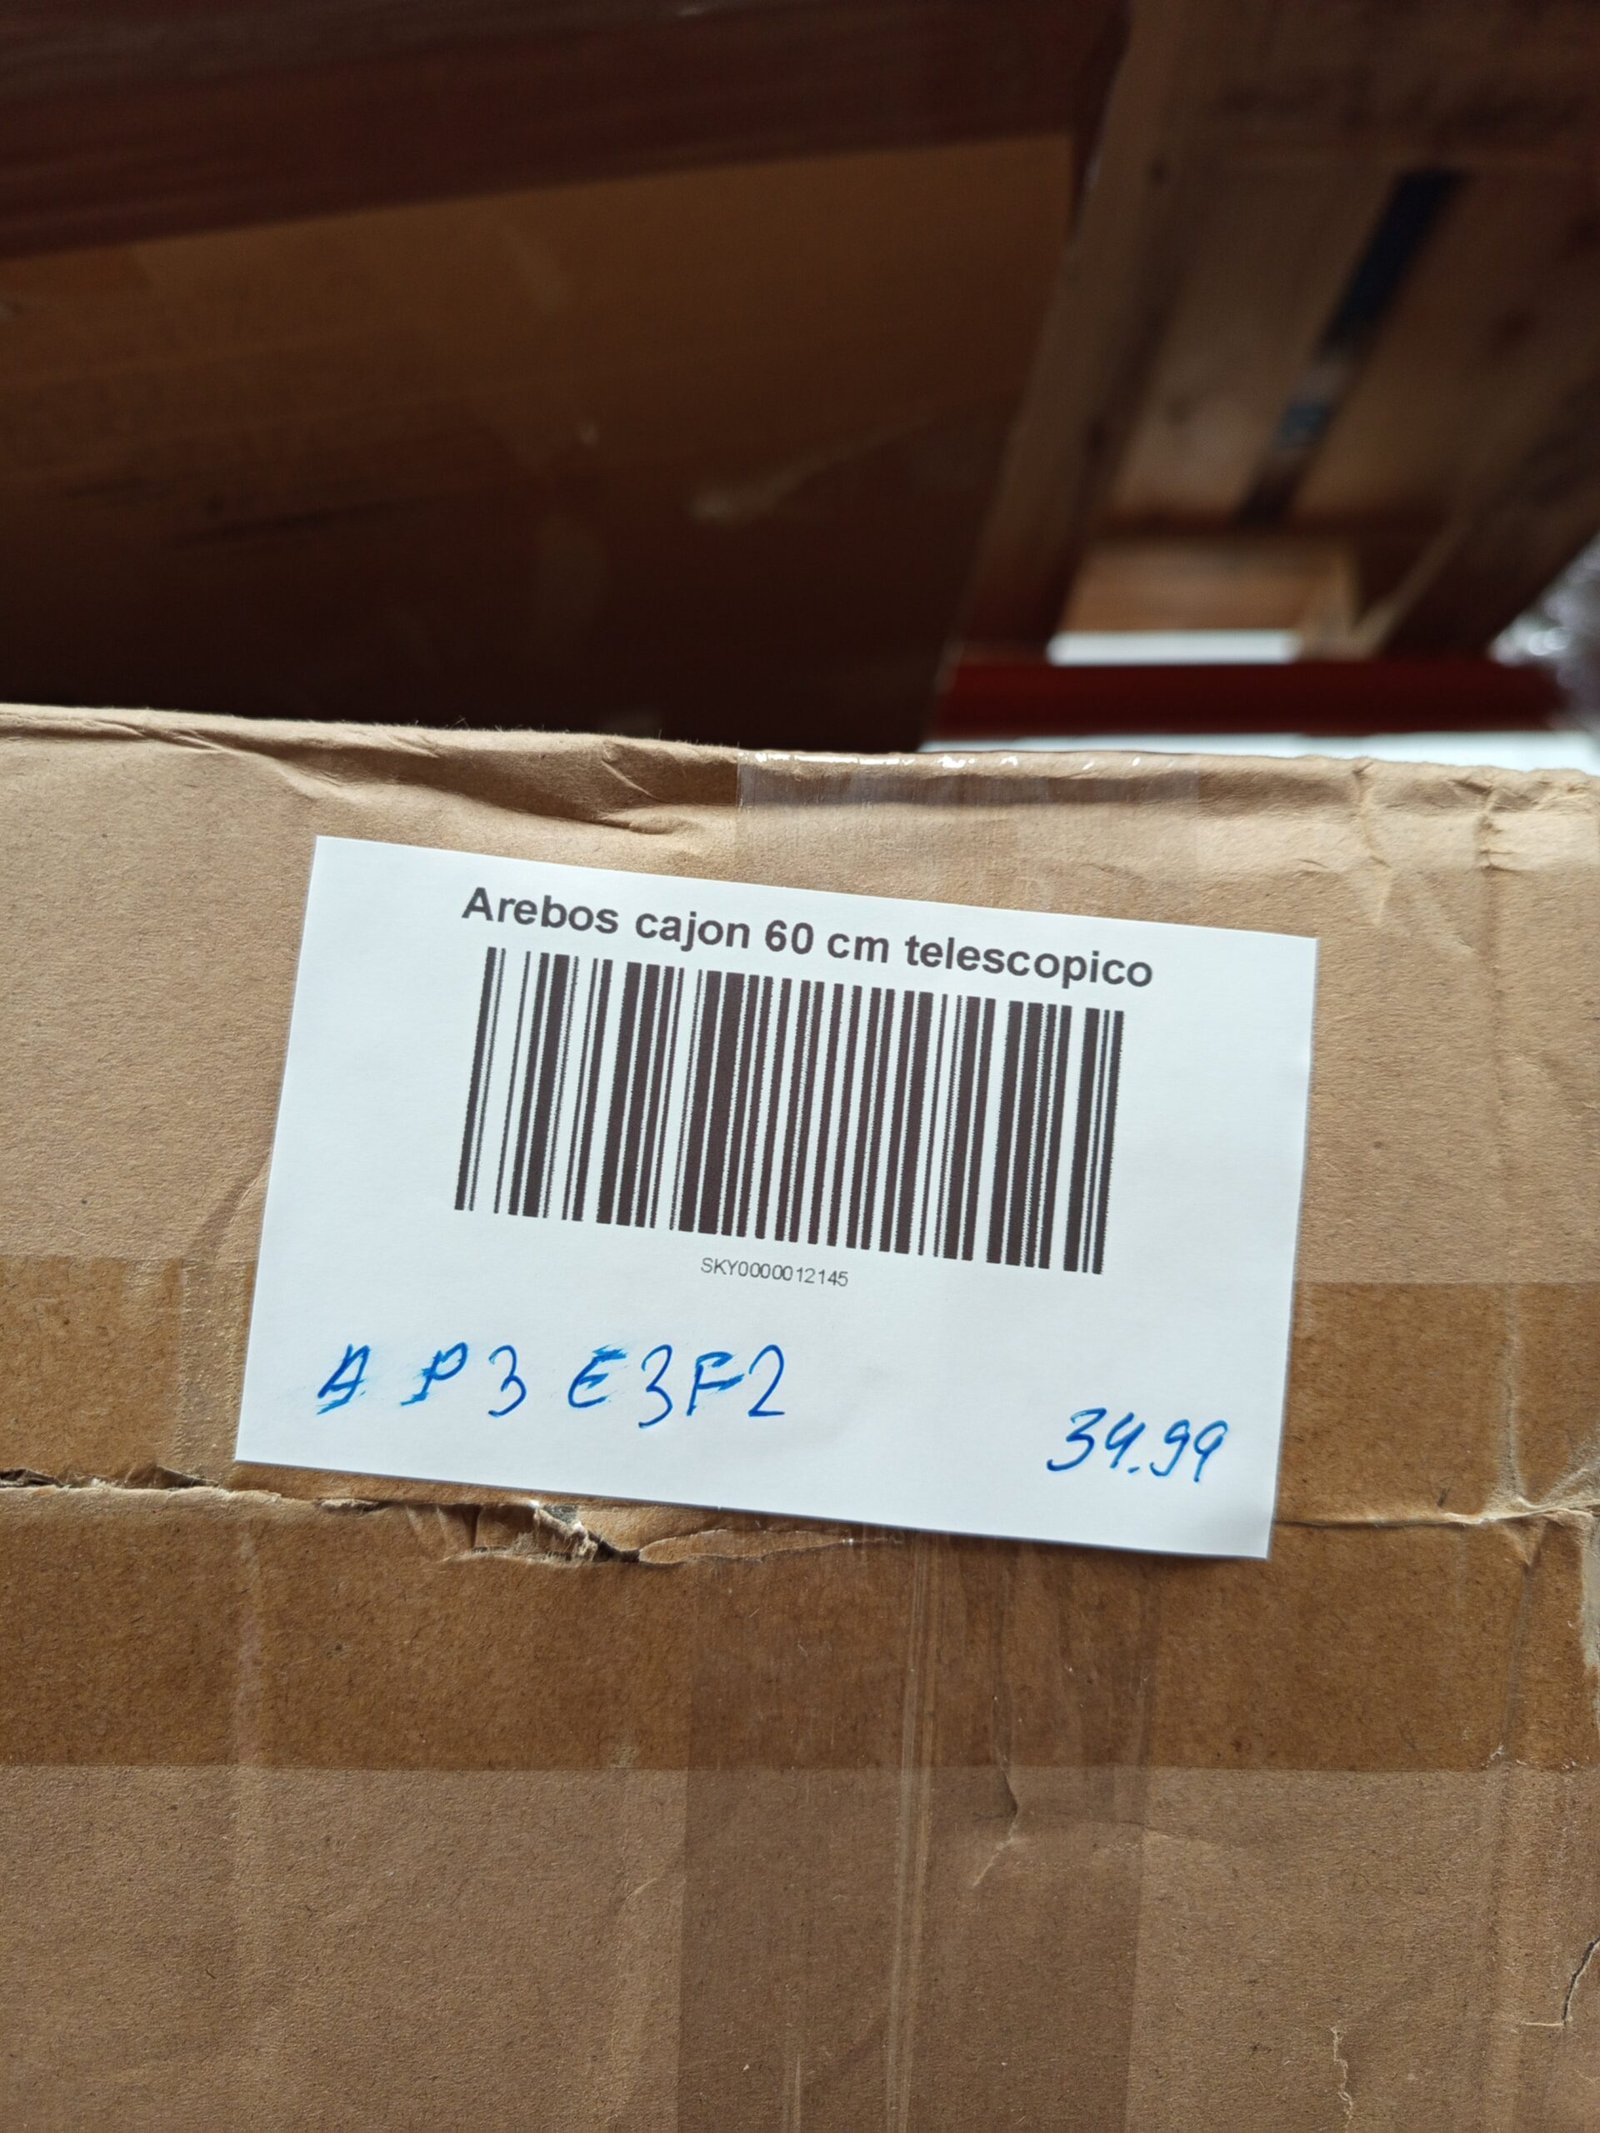 Arebos cajon 60 cm telescopico
SKY0000012145
A P3 E3F2
34.99